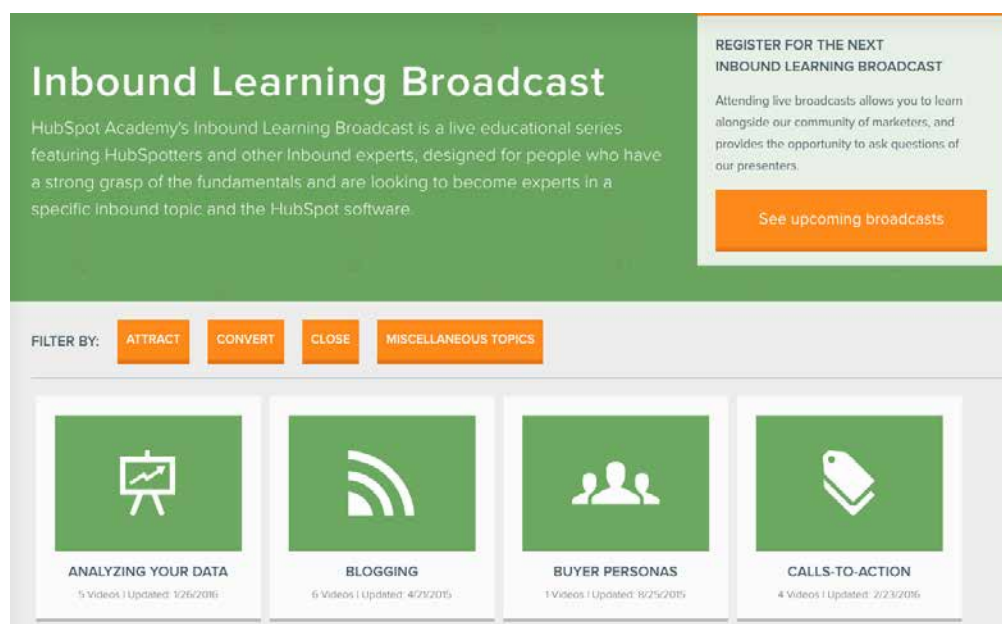 Inbound Learning Broadcast
HubSpot Academy's Inbound Learning Broadcast is a live educational series
featuring HubSpotters and other Inbound experts, designed for people who have
a strong grasp of the fundamentals and are looking to become experts in a
specific inbound topic and the HubSpot software.
REGISTER FOR THE NEXT
INBOUND LEARNING BROADCAST
Attending live broadcasts allows you to learn
alongside our community of marketers, and
provides the opportunity to ask questions of
our presenters.
See upcoming broadcasts
FILTER BY:
ATTRACT
CONVERT
CLOSE
MISCELLANEOUS TOPICS
ANALYZING YOUR DATA
5 Videos | Updated: 1/26/2016
BLOGGING
6 Videos | Updated: 4/21/2015
BUYER PERSONAS
1 Videos | Updated: 8/25/2015
CALLS-TO-ACTION
4 Videos | Updated: 2/23/2016